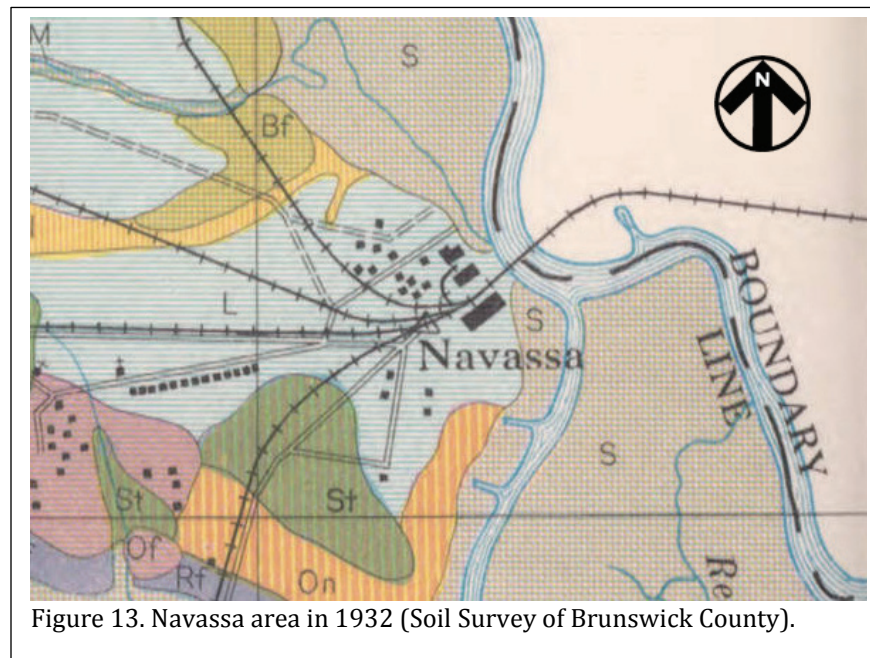 M
S
N
Bf
BOUNDARY
LINE
L
S
Navassa
S
St
St
Of
Rf
On
Re
Figure 13. Navassa area in 1932 (Soil Survey of Brunswick County).